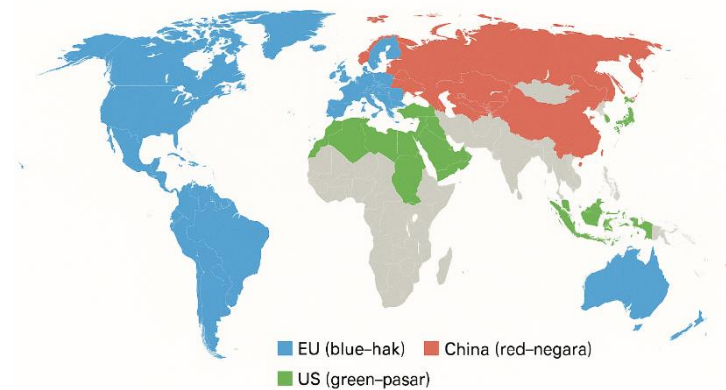 EU (blue–hak)
China (red–negara)
US (green–pasar)